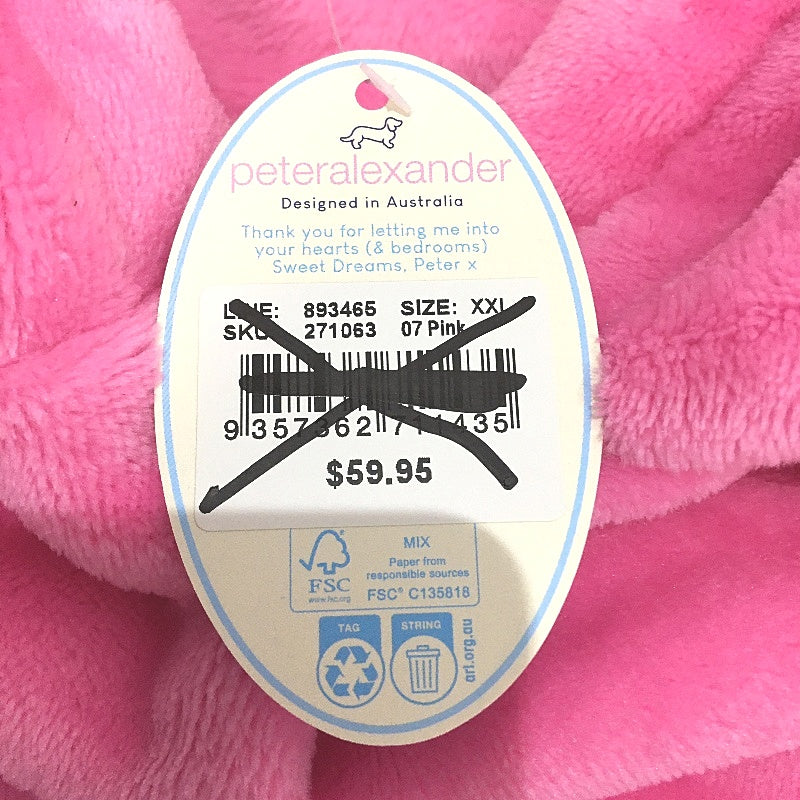 peteralexander
Designed in Australia
Thank you for letting me into
your hearts (& bedrooms)
Sweet Dreams, Peter x
LINE: 893465 SIZE: XXL
SKU: 271063 07 Pink
9 357362 711435
$59.95
FSC
www.fsc.org
MIX
Paper from
responsible sources
FSC® C135818
TAG
STRING
arl.org.au